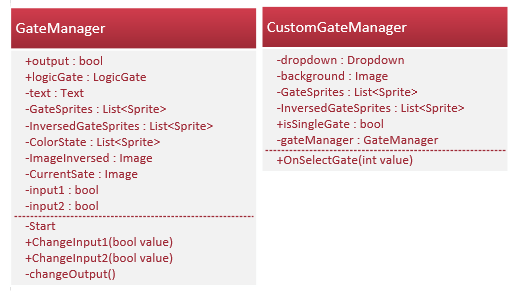 GateManager
+output : bool
+logicGate : LogicGate
-text : Text
-GateSprites : List<Sprite>
-InversedGateSprites : List<Sprite>
-ColorState : List<Sprite>
-ImageInversed : Image
-CurrentSate : Image
-input1 : bool
-input2 : bool
-Start
+ChangeInput1(bool value)
+ChangeInput2(bool value)
-changeOutput()
CustomGateManager
-dropdown : Dropdown
-background : Image
-GateSprites : List<Sprite>
-InversedGateSprites : List<Sprite>
+isSingleGate : bool
-gateManager : GateManager
+OnSelectGate(int value)